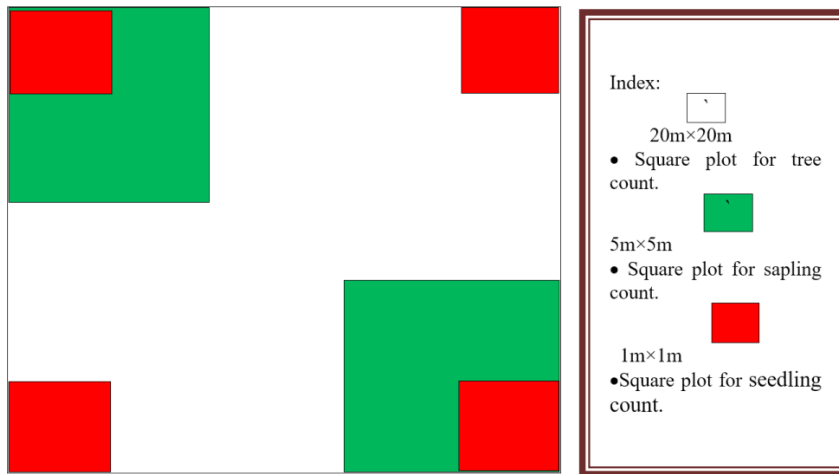 Index:
`
20m×20m
• Square plot for tree
count.
`
5m×5m
• Square plot for sapling
count.
1m×1m
•Square plot for seedling
count.